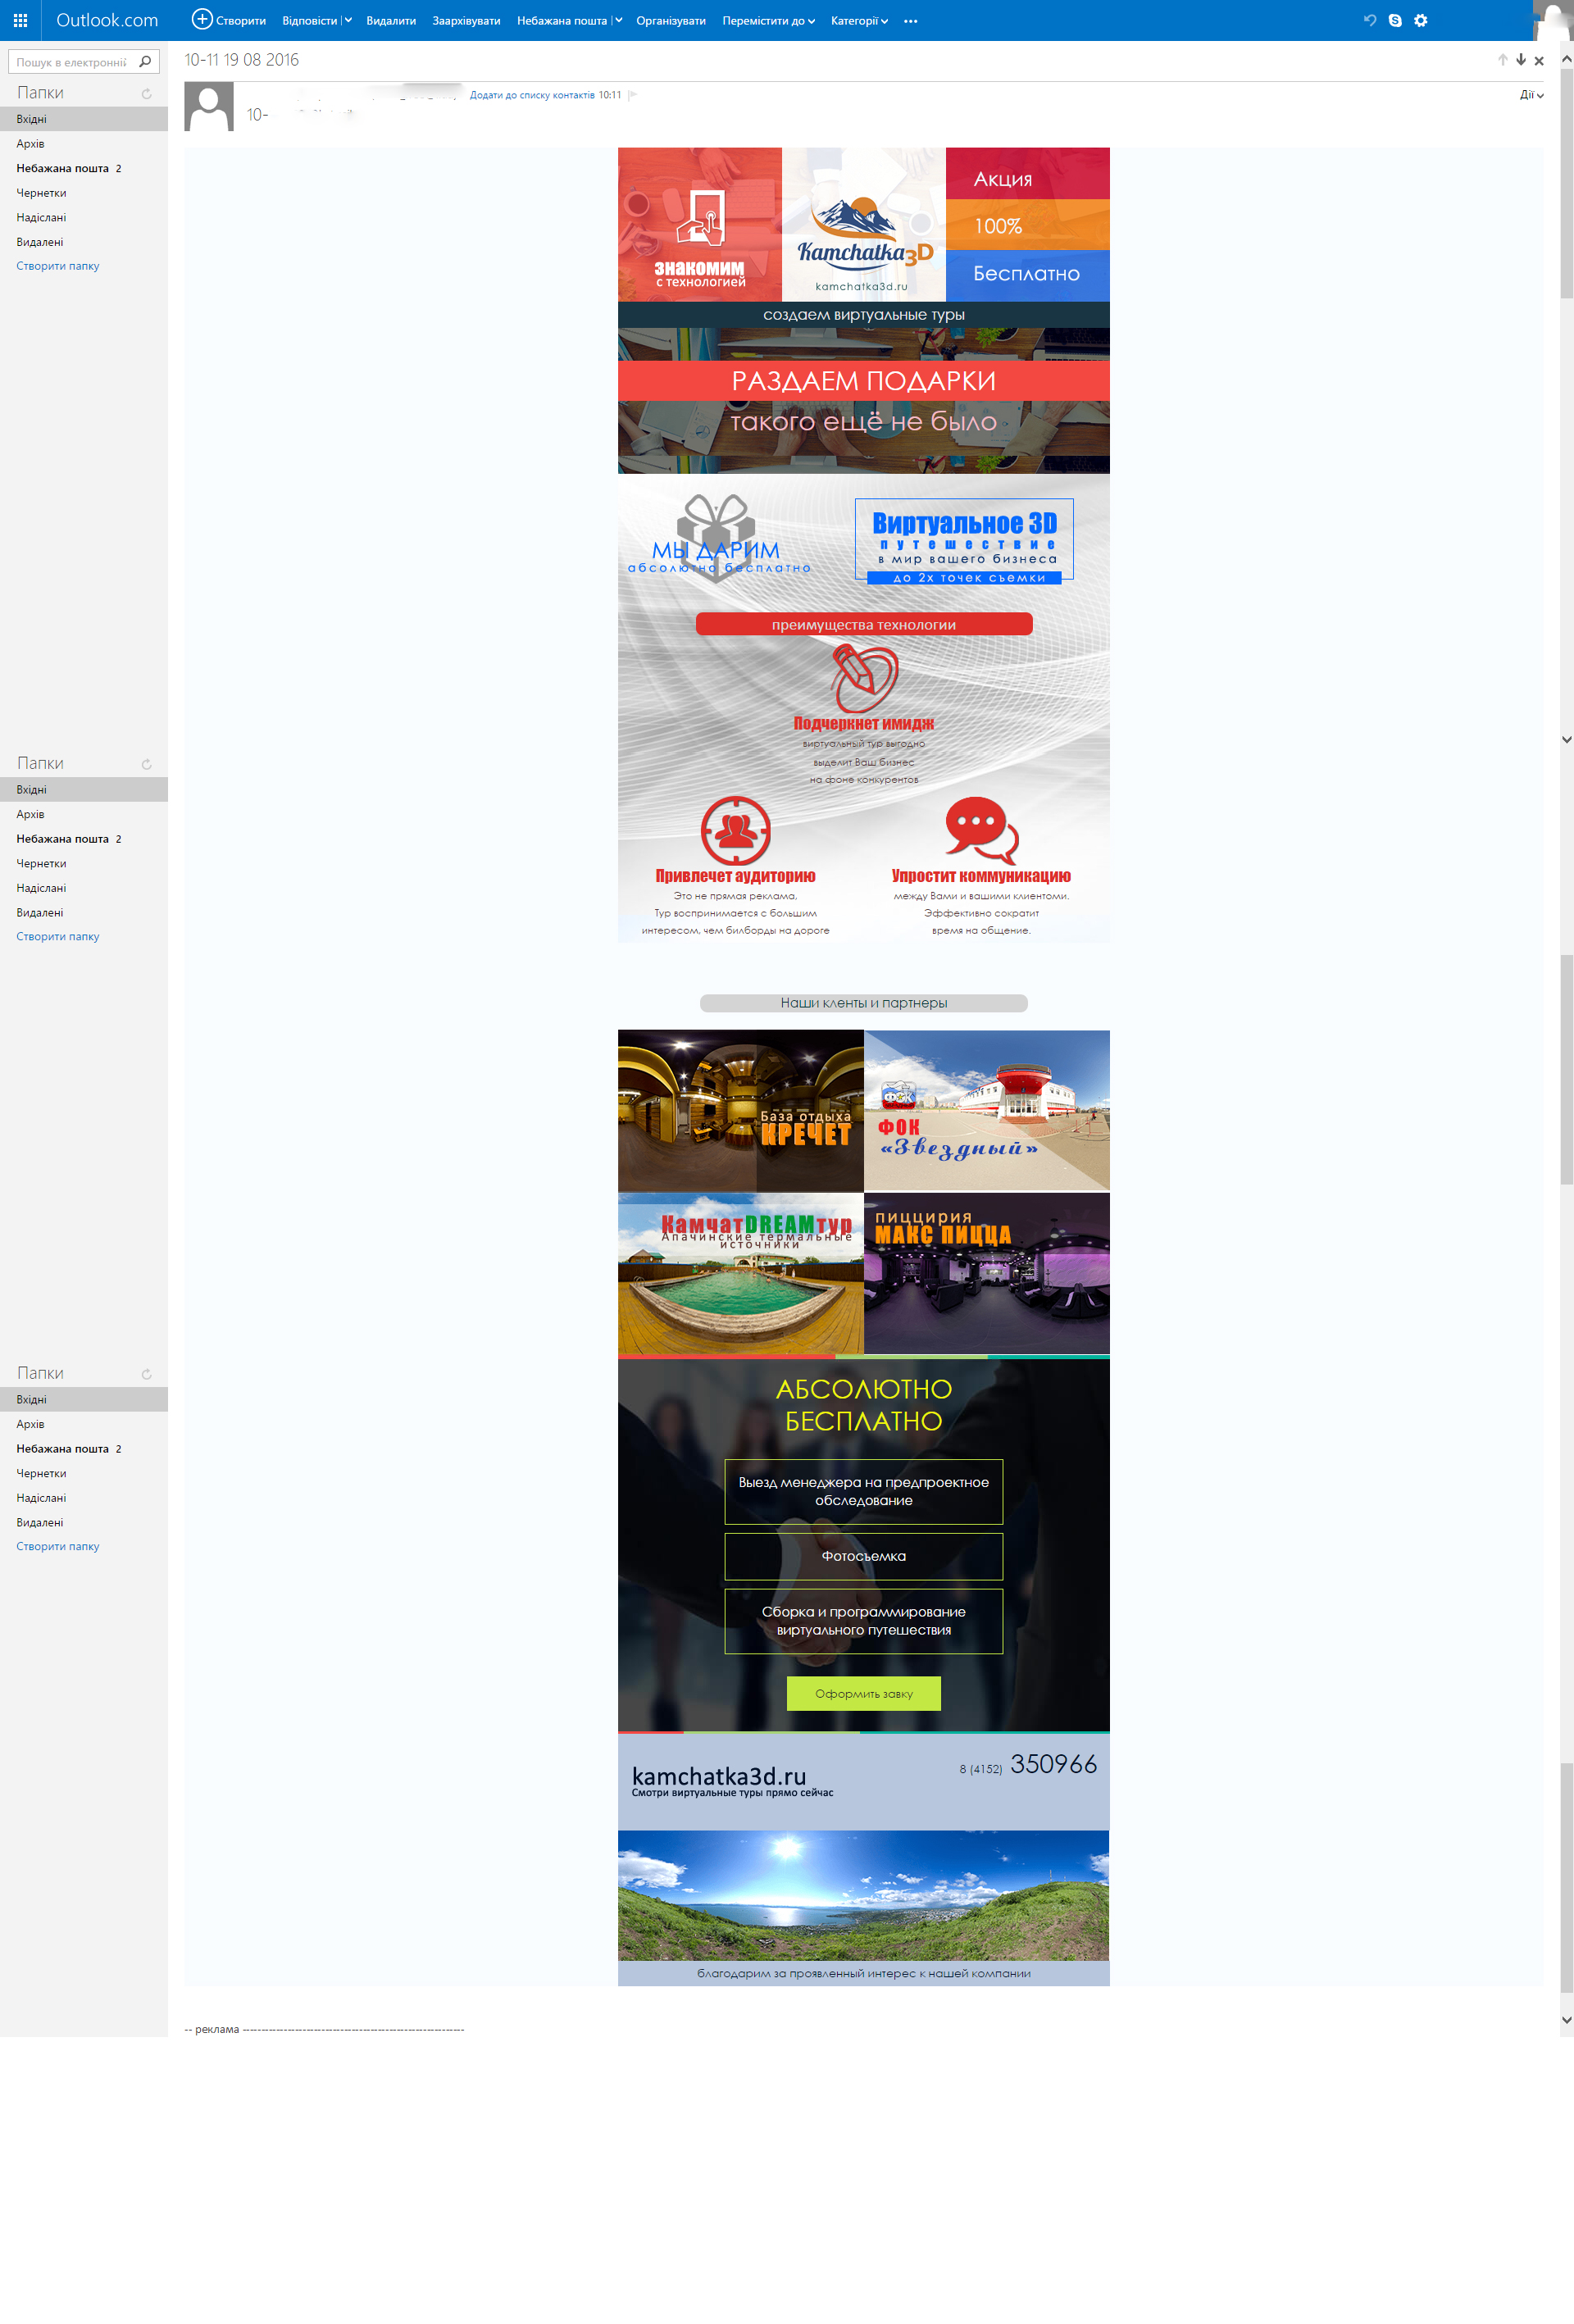 Outlook.com
Створити
Відповісти
Видалити
Заархівувати
Небажана пошта
Організувати
Перемістити до
Категорії
Пошук в електронній
10-11 19 08 2016
Папки
Вхідні
Архів
Небажана пошта 2
Чернетки
Надіслані
Видалені
Створити папку
Додати до списку контактів 10:11
Дії
10-
знакомим
с технологией
Kamchatka3D
kamchatka3d.ru
Акция
100%
Бесплатно
создаем виртуальные туры
РАЗДАЕМ ПОДАРКИ
такого ещё не было
МЫ ДАРИМ
абсолютно бесплатно
Виртуальное 3D
путешествие
в мир вашего бизнеса
до 2х точек съемки
преимущества технологии
Подчеркнет имидж
виртуальный тур выгодно
выделит Ваш бизнес
на фоне конкурентов
Папки
Вхідні
Архів
Небажана пошта 2
Чернетки
Надіслані
Видалені
Створити папку
Привлечет аудиторию
Это не прямая реклама,
Тур воспринимается с большим
интересом, чем билборды на дороге
Упростит коммуникацию
между Вами и вашими клиентоми.
Эффективно сократит
время на общение.
Наши кленты и партнеры
База отдыха
КРЕЧЕТ
ФОК
ФОК
«Звездный»
КамчатDREAMтур
Апачинские термальные
источники
пиццирия
МАКС ПИЦЦА
Папки
Вхідні
Архів
Небажана пошта 2
Чернетки
Надіслані
Видалені
Створити папку
АБСОЛЮТНО
БЕСПЛАТНО
Выезд менеджера на предпроектное
обследование
Фотосъемка
Сборка и программирование
виртуального путешествия
Оформить завку
kamchatka3d.ru
Смотри виртуальные туры прямо сейчас
8 (4152) 350966
благодарим за проявленный интерес к нашей компании
-- реклама -----------------------------------------------------------